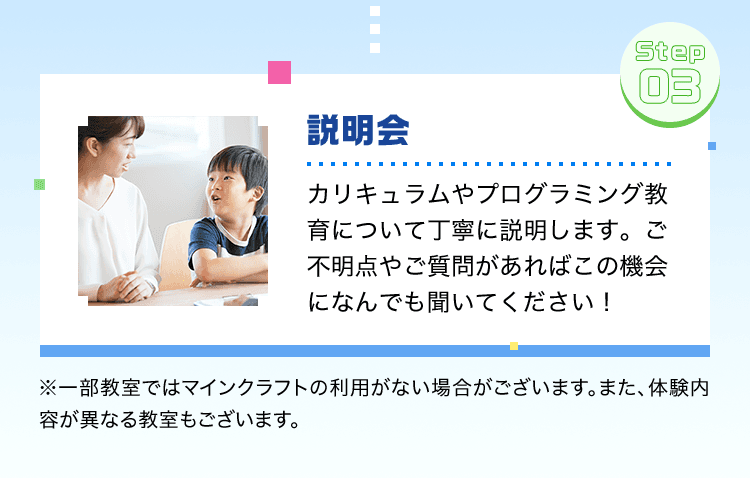 Step
03
説明会
カリキュラムやプログラミング教
育について丁寧に説明します。ご
不明点やご質問があればこの機会
になんでも聞いてください！
※一部教室ではマインクラフトの利用がない場合がございます。また、体験内
容が異なる教室もございます。